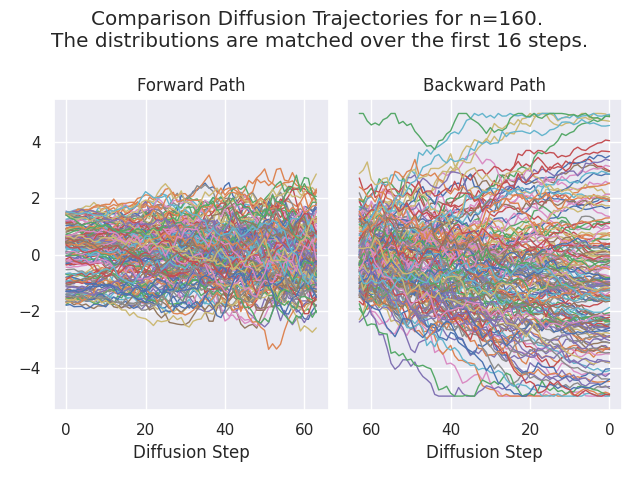 Comparison Diffusion Trajectories for n=160.
The distributions are matched over the first 16 steps.
Forward Path
Backward Path
4
2
0
−2
−4
0 20 40 60
60 40 20 0
Diffusion Step
Diffusion Step